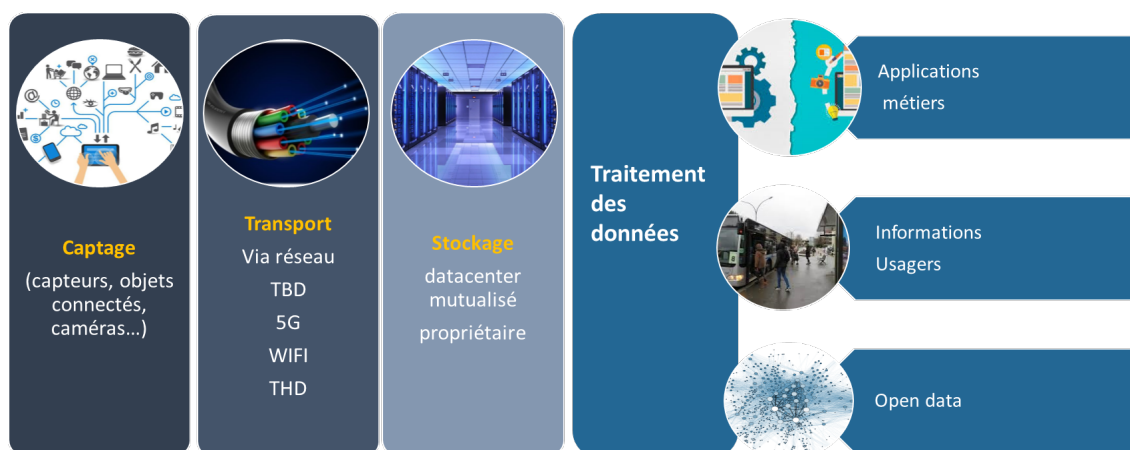 Captage
(capteurs, objets
connectés,
caméras…)
Transport
Via réseau
TBD
5G
WIFI
THD
Stockage
datacenter
mutualisé
propriétaire
Traitement
des
données
Applications
métiers
Informations
Usagers
Open data